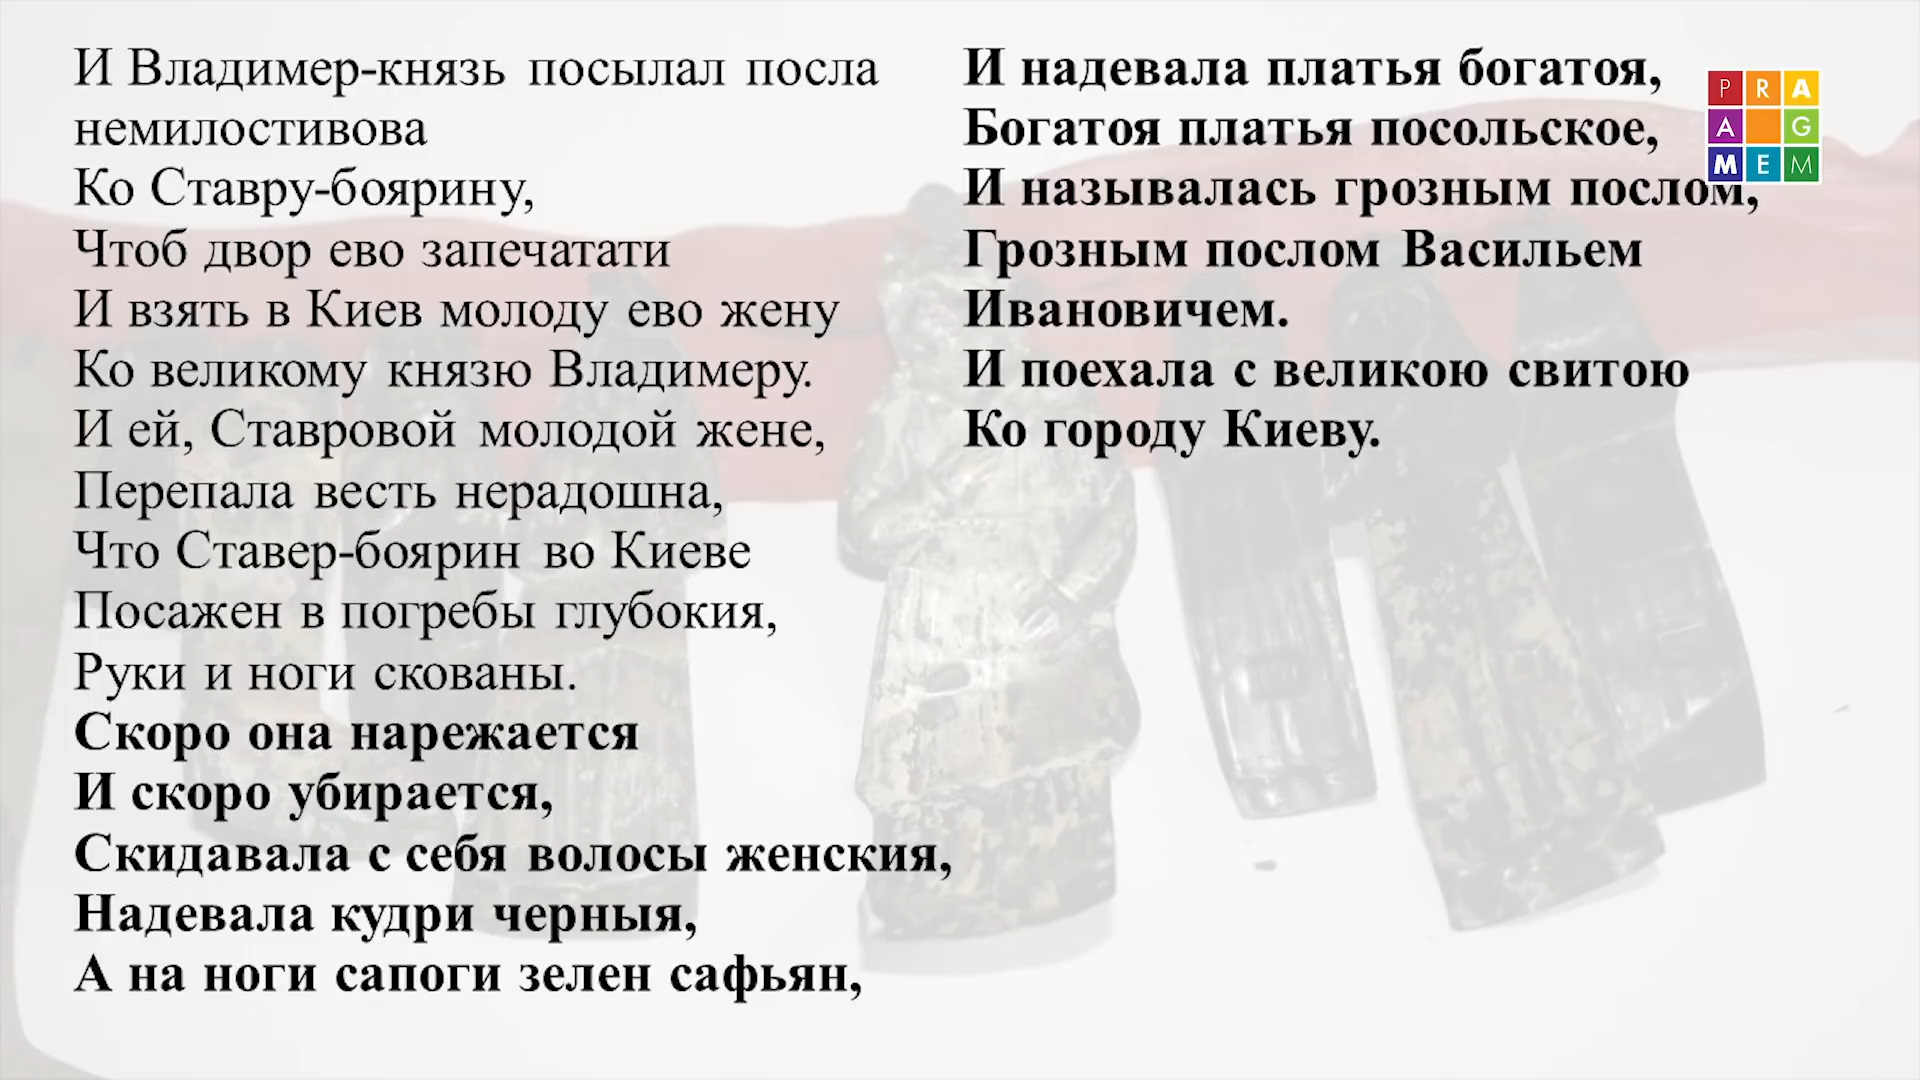 И Владимер-князь посылал посла
немилостивова
Ко Ставру-боярину,
Чтоб двор ево запечатати
И взять в Киев молоду ево жену
Ко великому князю Владимеру.
И ей, Ставровой молодой жене,
Перепала весть нерадошна,
Что Ставер-боярин во Киеве
Посажен в погребы глубокия,
Руки и ноги скованы.
Скоро она нарежается
И скоро убирается,
Скидавала с себя волосы женския,
Надевала кудри черныя,
А на ноги сапоги зелен сафьян,
И надевала платья богатоя,
Богатоя платья посольское,
И называлась грозным послом,
Грозным послом Васильем
Ивановичем.
И поехала с великою свитою
Ко городу Киеву.
PRA
A G
MEM